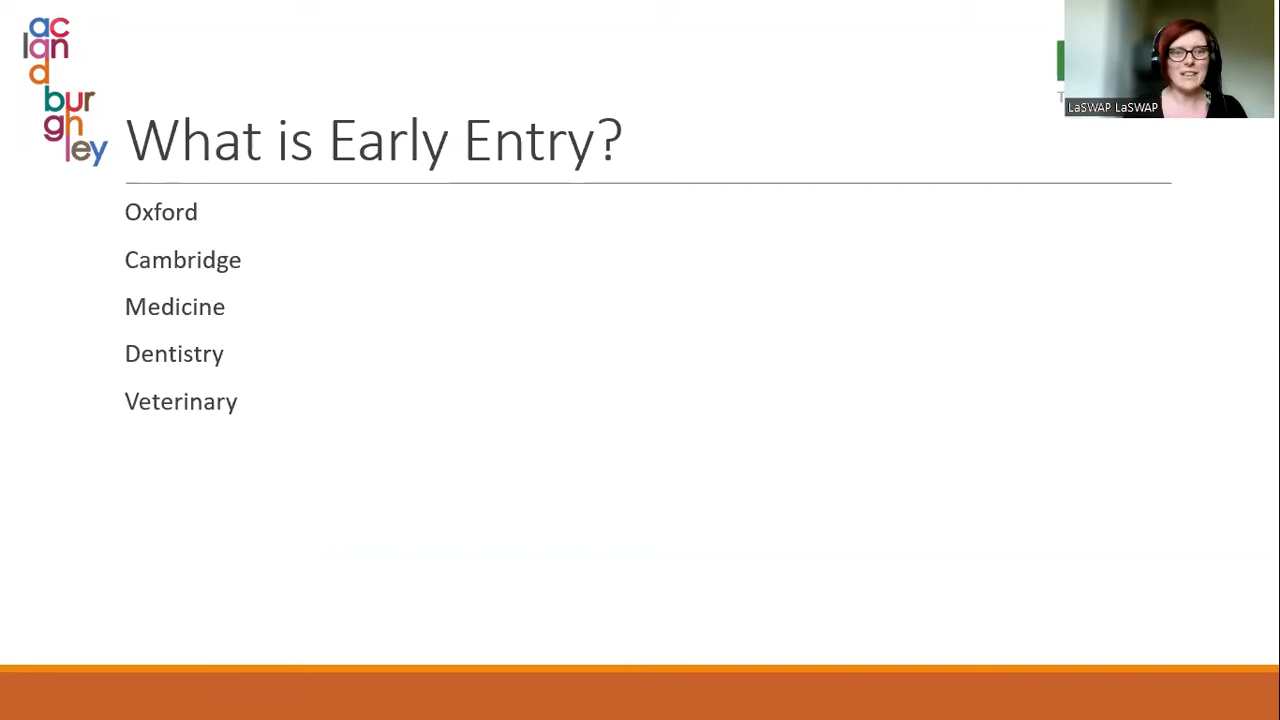 ac
lan
d
bur
gh
ley
LaSWAP LaSWAP
What is Early Entry?
Oxford
Cambridge
Medicine
Dentistry
Veterinary